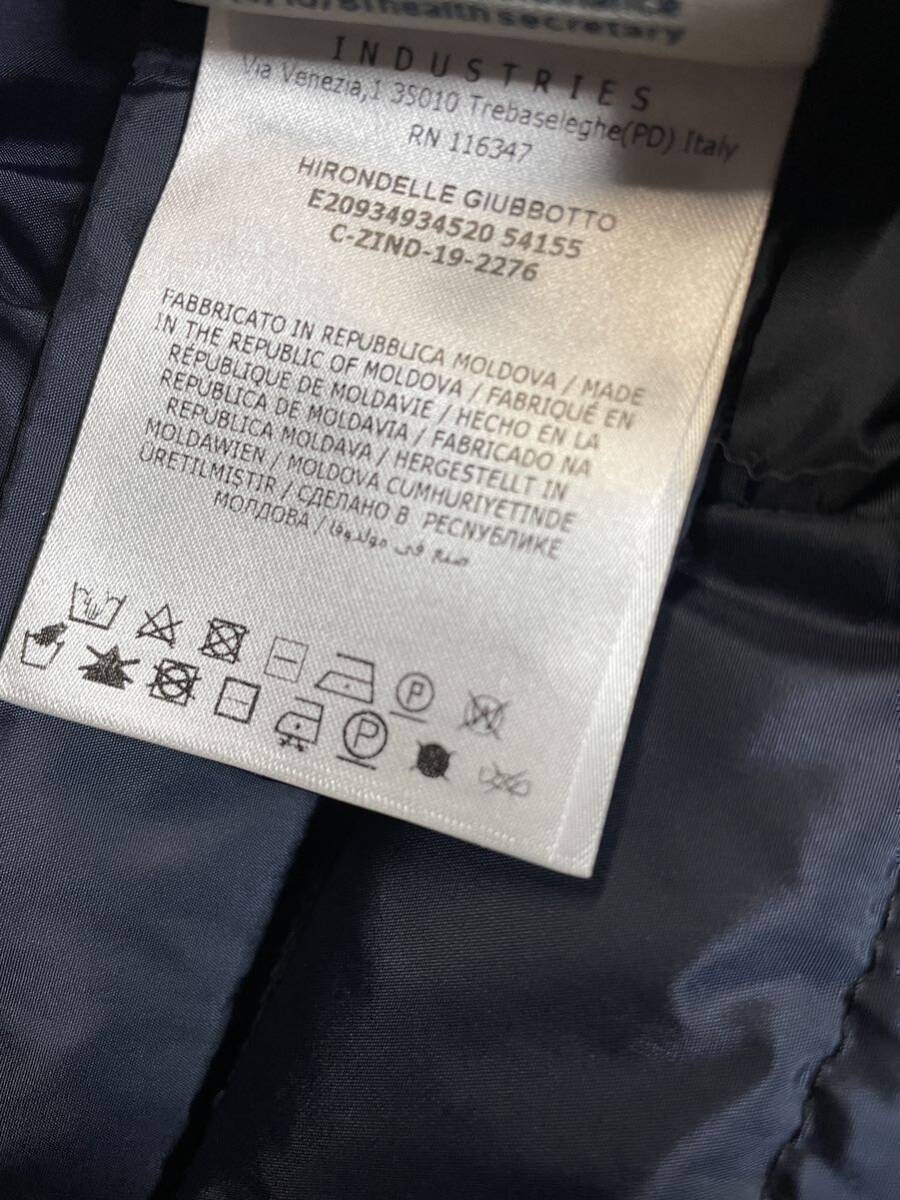 health secretary
INDUSTRIES
Via Venezia,1 35010 Trebaseleghe(PD) Italy
RN 116347
HIRONDELLE GIUBBOTTO
E20934934520 54155
C-ZIND-19-2276
FABBRICATO IN REPUBBLICA MOLDOVA / MADE
IN THE REPUBLIC OF MOLDOVA / FABRIQUÉ EN
RÉPUBLIQUE DE MOLDAVIE / HECHO EN LA
REPUBLICA DE MOLDAVIA / FABRICADO NA
REPUBLICA MOLDAVA / HERGESTELLT IN
MOLDAWIEN / MOLDOVA CUMHURIYETINDE
ÜRETILMISTIR / СДЕЛАНО В РЕСПУБЛИКЕ
МОЛДОВА / صنع في مولدوفا
P
P